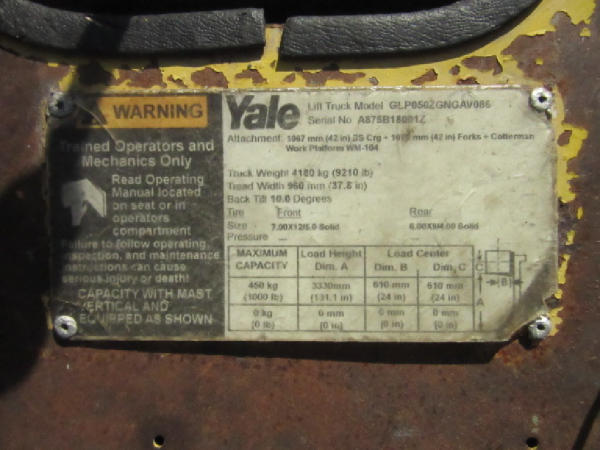 WARNING
Trained Operators and
Mechanics Only
Read Operating
Manual located
on seat or in
operators
compartment
Failure to follow operating,
inspection, and maintenance
instructions can cause
serious injury or death!
CAPACITY WITH MAST
VERTICAL AND
EQUIPPED AS SHOWN
Yale
Lift Truck Model GLP050ZGNGAV086
Serial No A875B18001Z
Attachment 1067 mm (42 in) SS Crg + mm (42 in) Forks + Cotterman
Work Platform WM-104
Truck Weight 4180 kg (9210 lb)
Tread Width 960 mm (37.8 in)
Back Tilt 10.0 Degrees
Tire Front Rear
Size 7.00X12/5.0 Solid 6.00X9/4.00 Solid
Pressure — —
MAXIMUM CAPACITY Load Height Dim. A Load Center Dim. B Dim. C
450 kg 3330mm 610 mm 610 mm
(1000 lb) (131.1 in) (24 in) (24 in)
0 kg 0 mm 0 mm 0 mm
[0 lb] [0 in] [0 in] [0 in]
C
B
A